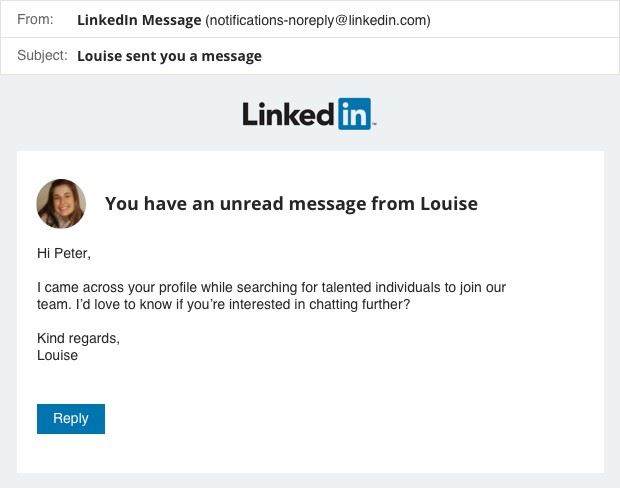 From: LinkedIn Message (notifications-noreply@linkedin.com)
Subject: Louise sent you a message
Linked in™
You have an unread message from Louise
Hi Peter,
I came across your profile while searching for talented individuals to join our
team. I'd love to know if you're interested in chatting further?
Kind regards,
Louise
Reply